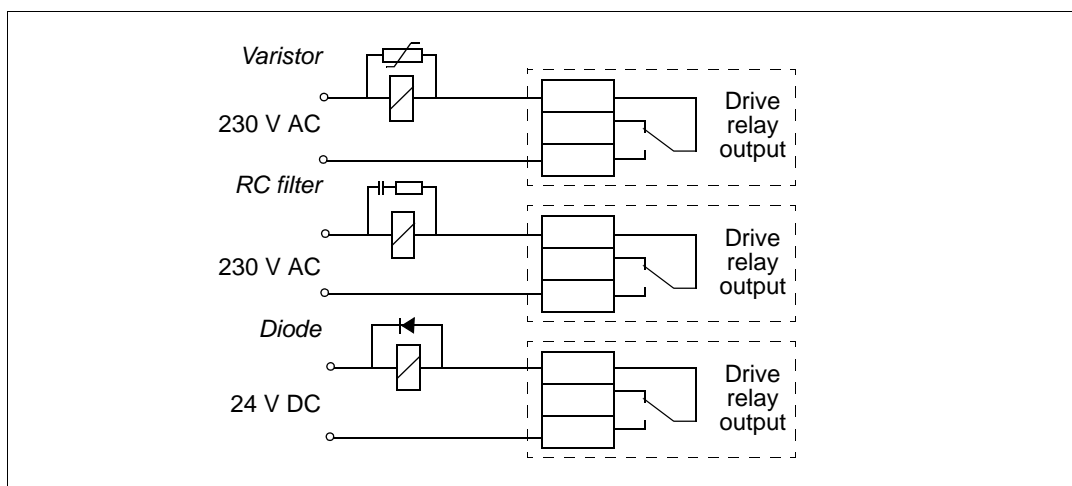 Varistor
230 V AC
Drive
relay
output
RC filter
230 V AC
Drive
relay
output
Diode
24 V DC
Drive
relay
output